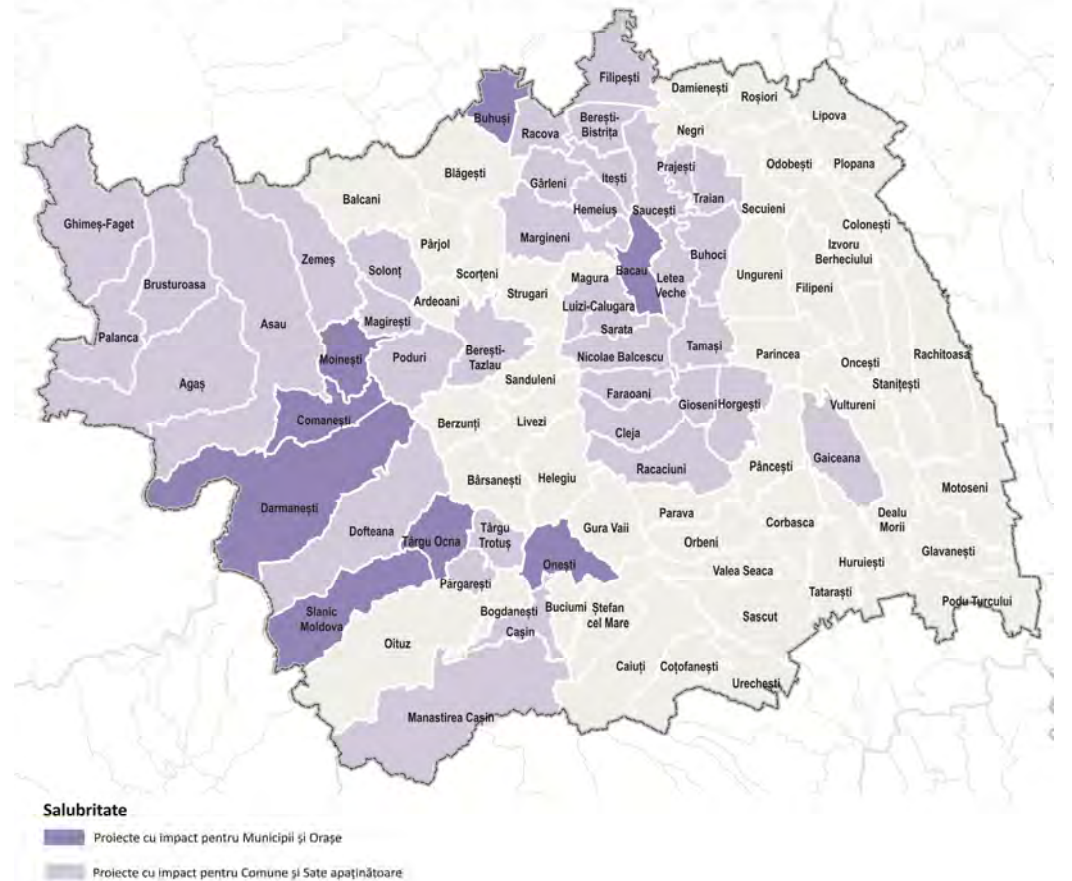 Filipești
Damienești
Roșiori
Buhuși
Racova
Berești-
Bistrița
Negri
Lipova
Blăgești
Gârleni
Itești
Prajești
Odobești
Plopana
Balcani
Hemeiuș
Traian
Ghimeș-Faget
Saucești
Secuieni
Colonești
Margineni
Pârjol
Zemeș
Solonț
Buhoci
Izvoru
Berheciului
Brusturoasa
Scorțeni
Magura
Bacau
Letea
Veche
Ungureni
Filipeni
Strugari
Ardeoani
Luizi-Calugara
Asau
Magirești
Sarata
Palanca
Moinești
Poduri
Berești-
Tazlau
Nicolae Balcescu
Tamași
Parincea
Oncești
Rachitoasa
Agaș
Sanduleni
Stanițești
Faraoani
Gioseni
Horgești
Vultureni
Comanești
Berzunți
Livezi
Cleja
Gaiceana
Racaciuni
Pâncești
Bârsanești
Helegiu
Motoseni
Darmanești
Parava
Corbasca
Dealu
Morii
Dofteana
Târgu Ocna
Târgu
Trotuș
Gura Vaii
Orbeni
Glavanești
Onești
Valea Seaca
Huruiești
Pârgarești
Tatarași
Podu Turcului
Slanic
Moldova
Bogdanești
Buciumi
Ștefan
cel Mare
Sascut
Cașin
Oituz
Caiuți
Coțofanești
Urechești
Manastirea Cașin
Salubritate
Proiecte cu impact pentru Municipii și Orașe
Proiecte cu impact pentru Comune și Sate apaținătoare